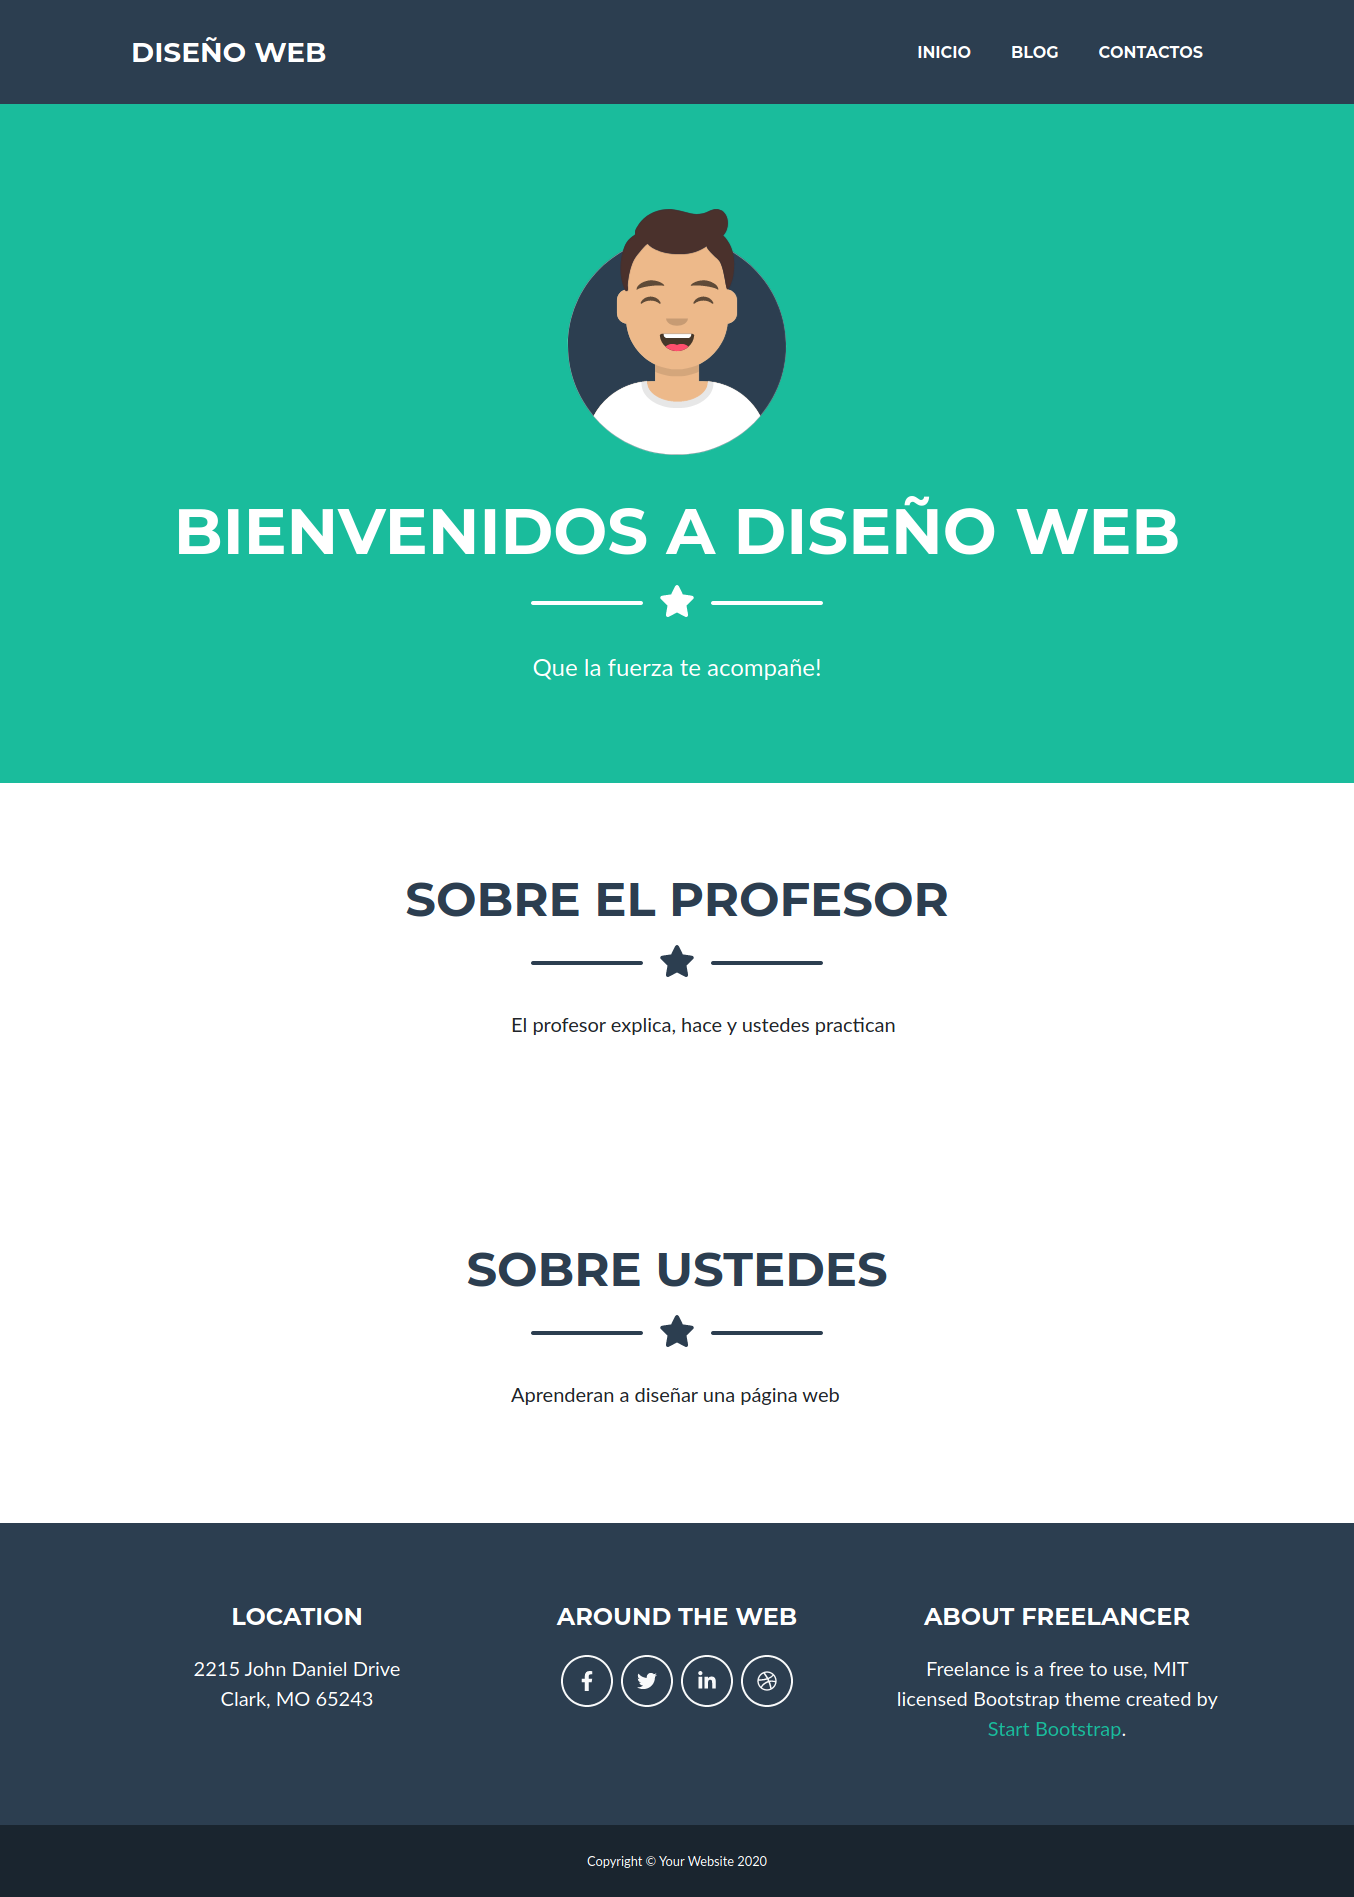 DISEÑO WEB
INICIO BLOG CONTACTOS
BIENVENIDOS A DISEÑO WEB
Que la fuerza te acompañe!
SOBRE EL PROFESOR
El profesor explica, hace y ustedes practican
SOBRE USTEDES
Aprenderan a diseñar una página web
LOCATION
2215 John Daniel Drive
Clark, MO 65243
AROUND THE WEB
ABOUT FREELANCER
Freelance is a free to use, MIT
licensed Bootstrap theme created by
Start Bootstrap.
Copyright © Your Website 2020